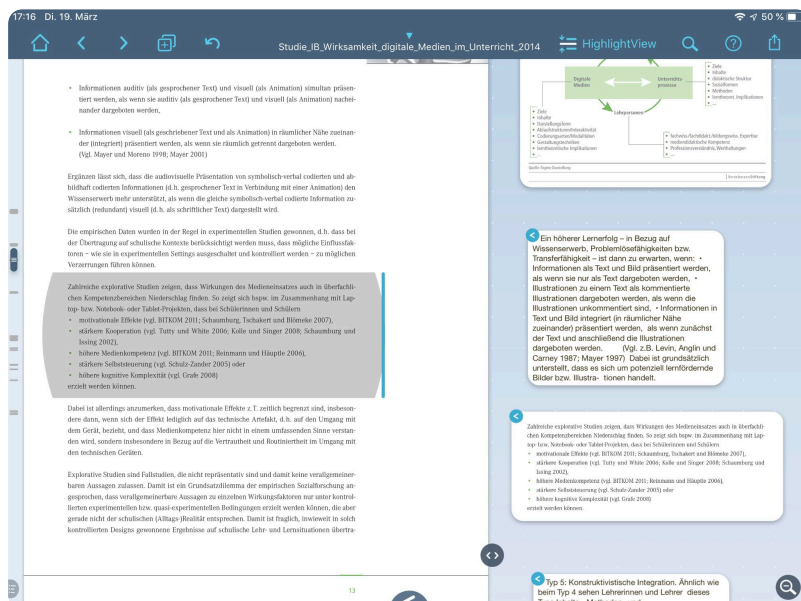 17:16 Di. 19. März
50 %
Studie_IB_Wirksamkeit_digitale_Medien_im_Unterricht_2014
HighlightView
• Informationen auditiv (als gesprochener Text) und visuell (als Animation) simultan präsen-
tiert werden, als wenn sie auditiv (als gesprochener Text) und visuell (als Animation) nachei-
nander dargeboten werden,
• Informationen visuell (als geschriebener Text und als Animation) in räumlicher Nähe zueinan-
der (integriert) präsentiert werden, als wenn sie räumlich getrennt dargeboten werden.
(Vgl. Mayer und Moreno 1998; Mayer 2001)
Ergänzen lässt sich, dass die audiovisuelle Präsentation von symbolisch-verbal codierten und ab-
bildhaft codierten Informationen (d. h. gesprochener Text in Verbindung mit einer Animation) den
Wissenserwerb mehr unterstützt, als wenn die gleiche symbolisch-verbal codierte Information zu-
sätzlich (redundant) visuell (d. h. als schriftlicher Text) dargestellt wird.
Die empirischen Daten wurden in der Regel in experimentellen Studien gewonnen, d. h. dass bei
der Übertragung auf schulische Kontexte berücksichtigt werden muss, dass mögliche Einflussfak-
toren – wie sie in experimentellen Settings ausgeschaltet und kontrolliert werden – zu möglichen
Verzerrungen führen können.
Zahlreiche explorative Studien zeigen, dass Wirkungen des Medieneinsatzes auch in überfachli-
chen Kompetenzbereichen Niederschlag finden. So zeigt sich bspw. im Zusammenhang mit Lap-
top- bzw. Notebook- oder Tablet-Projekten, dass bei Schülerinnen und Schülern
• motivationale Effekte (vgl. BITKOM 2011; Schaumburg, Tschakert und Blömeke 2007),
• stärkere Kooperation (vgl. Tutty und White 2006; Kolle und Singer 2008; Schaumburg und
Issing 2002),
• höhere Medienkompetenz (vgl. BITKOM 2011; Reinmann und Häuptle 2006),
• stärkere Selbststeuerung (vgl. Schulz-Zander 2005) oder
• höhere kognitive Komplexität (vgl. Grafe 2008)
erzielt werden können.
Dabei ist allerdings anzumerken, dass motivationale Effekte z. T. zeitlich begrenzt sind, insbeson-
dere dann, wenn sich der Effekt lediglich auf das technische Artefakt, d. h. auf den Umgang mit
dem Gerät, bezieht, und dass Medienkompetenz hier nicht in einem umfassenden Sinne verstan-
den wird, sondern insbesondere in Bezug auf die Vertrautheit und Routiniertheit im Umgang mit
den technischen Geräten.
Explorative Studien sind Fallstudien, die nicht repräsentativ sind und damit keine verallgemeiner-
baren Aussagen zulassen. Damit ist ein Grundsatzdilemma der empirischen Sozialforschung an-
gesprochen, dass verallgemeinerbare Aussagen zu einzelnen Wirkungsfaktoren nur unter kontrol-
lierten experimentellen bzw. quasi-experimentellen Bedingungen erzielt werden können, die aber
gerade nicht der schulischen (Alltags-)Realität entsprechen. Damit ist fraglich, inwieweit in solch
kontrollierten Designs gewonnene Ergebnisse auf schulische Lehr- und Lernsituationen übertra-
13
Digitale
Medien
Unterrichts-
prozesse
• Ziele
• Inhalte
• didaktische Struktur
• Sozialformen
• Methoden
• lerntheoret. Implikationen
• ...
Lehrpersonen
• Ziele
• Inhalte
• Darstellungsform
• Ablaufstrukturen/Interaktivität
• Codierungsarten/Modalitäten
• Gestaltungstechniken
• lerntheoretische Implikationen
• ...
• fachwiss./fachdidakt./bildungswiss. Expertise
• mediendidaktische Kompetenz
• Professionsverständnis, Werthaltungen
• ...
Quelle: Eigene Darstellung
BertelsmannStiftung
Ein höherer Lernerfolg – in Bezug auf
Wissenserwerb, Problemlösefähigkeiten bzw.
Transferfähigkeit – ist dann zu erwarten, wenn: •
Informationen als Text und Bild präsentiert werden,
als wenn sie nur als Text dargeboten werden, •
Illustrationen zu einem Text als kommentierte
Illustrationen dargeboten werden, als wenn die
Illustrationen unkommentiert sind, • Informationen in
Text und Bild integriert (in räumlicher Nähe
zueinander) präsentiert werden, als wenn zunächst
der Text und anschließend die Illustrationen
dargeboten werden. (Vgl. z.B. Levin, Anglin und
Carney 1987; Mayer 1997) Dabei ist grundsätzlich
unterstellt, dass es sich um potenziell lernfördernde
Bilder bzw. Illustra- tionen handelt.
Zahlreiche explorative Studien zeigen, dass Wirkungen des Medieneinsatzes auch in überfachli-
chen Kompetenzbereichen Niederschlag finden. So zeigt sich bspw. im Zusammenhang mit Lap-
top- bzw. Notebook- oder Tablet-Projekten, dass bei Schülerinnen und Schülern
• motivationale Effekte (vgl. BITKOM 2011; Schaumburg, Tschakert und Blömeke 2007),
• stärkere Kooperation (vgl. Tutty und White 2006; Kolle und Singer 2008; Schaumburg und
Issing 2002),
• höhere Medienkompetenz (vgl. BITKOM 2011; Reinmann und Häuptle 2006),
• stärkere Selbststeuerung (vgl. Schulz-Zander 2005) oder
• höhere kognitive Komplexität (vgl. Grafe 2008)
erzielt werden können.
Typ 5: Konstruktivistische Integration. Ähnlich wie
beim Typ 4 sehen Lehrerinnen und Lehrer dieses